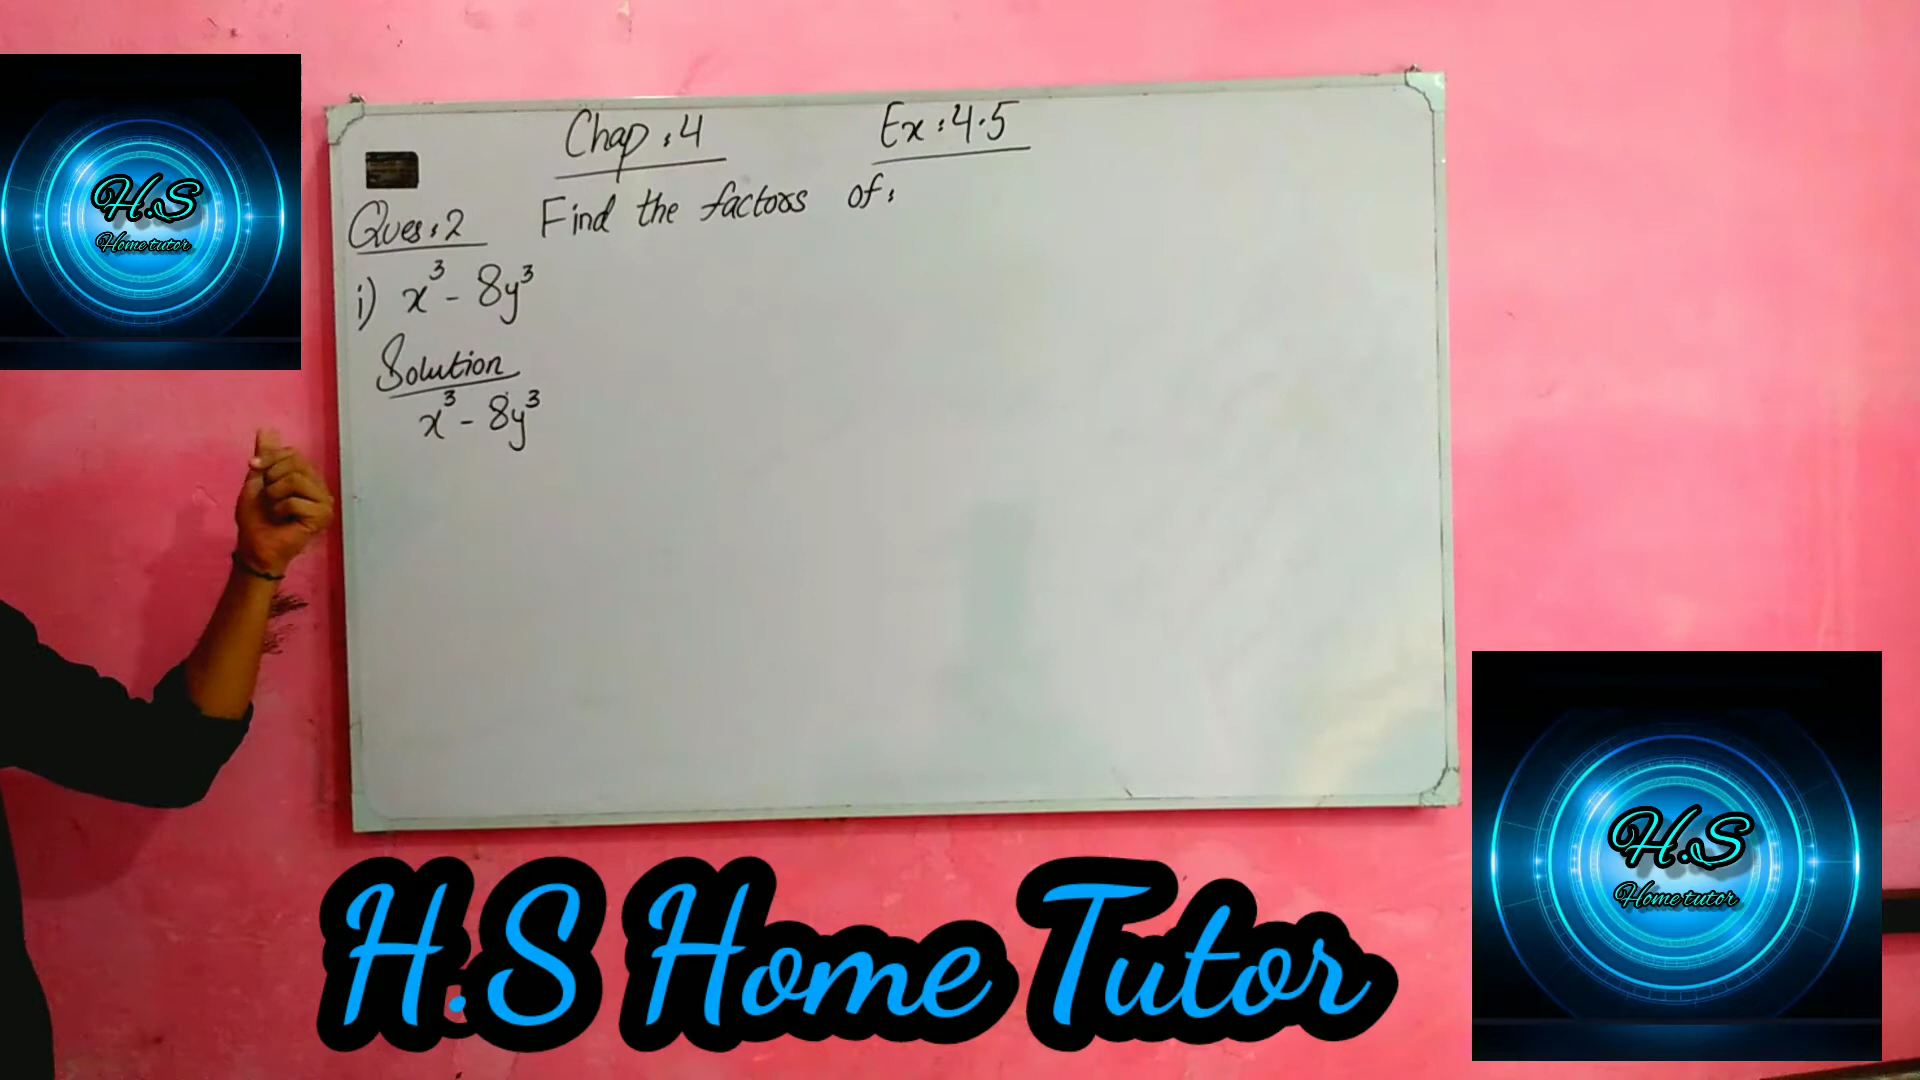 H.S
Home tutor
Chap : 4 Ex : 4.5
Ques : 2 Find the factors of :
i) x³ - 8y³
Solution
x³ - 8y³
H.S Home Tutor
H.S
Home tutor